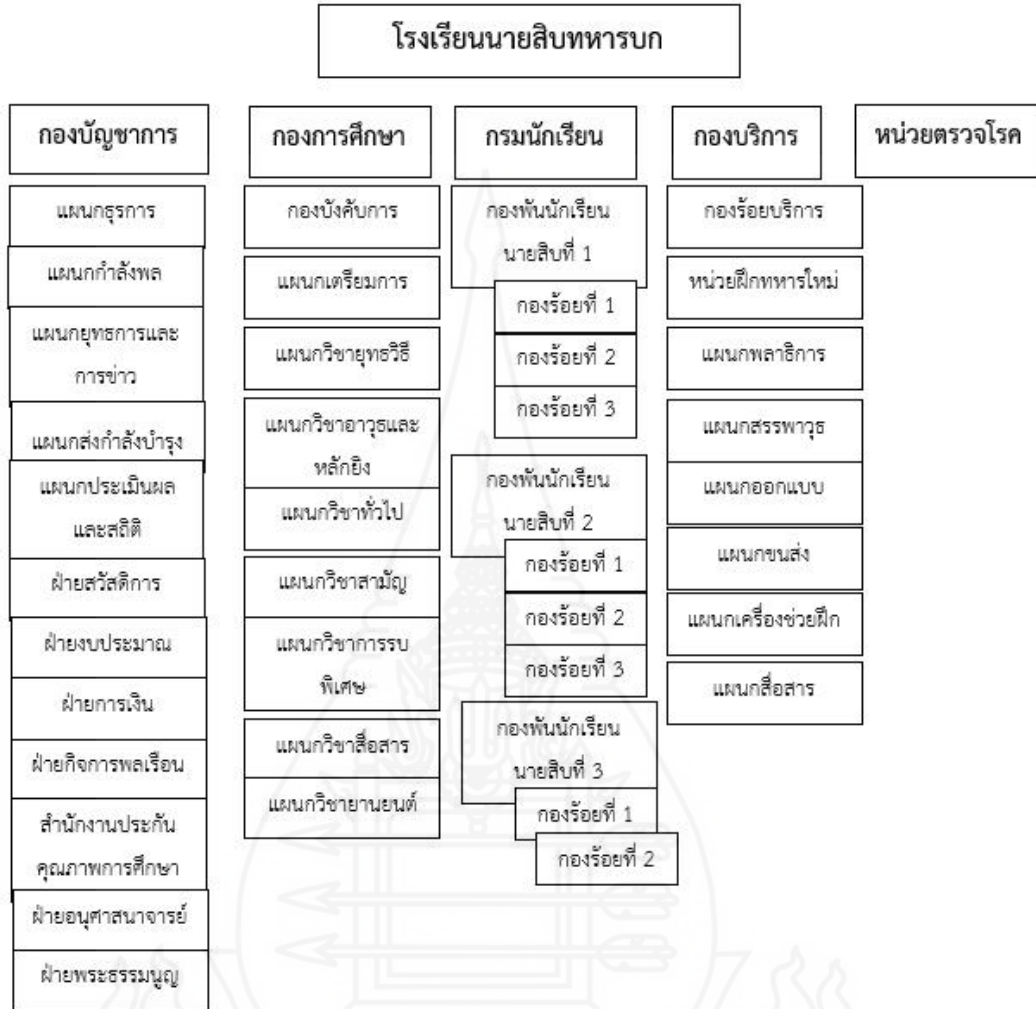 โรงเรียนนายสิบทหารบก
กองบัญชาการ
แผนกธุรการ
แผนกกำลังพล
แผนกยุทธการและ
การข่าว
แผนกส่งกำลังบำรุง
แผนกประเมินผล
และสถิติ
ฝ่ายสวัสดิการ
ฝ่ายงบประมาณ
ฝ่ายการเงิน
ฝ่ายกิจการพลเรือน
สำนักงานประกัน
คุณภาพการศึกษา
ฝ่ายอนุศาสนาจารย์
ฝ่ายพระธรรมนูญ
กองการศึกษา
กองบังคับการ
แผนกเตรียมการ
แผนกวิชายุทธวิธี
แผนกวิชาอาวุธและ
หลักยิง
แผนกวิชาทั่วไป
แผนกวิชาสามัญ
แผนกวิชาการรบ
พิเศษ
แผนกวิชาสื่อสาร
แผนกวิชายานยนต์
กรมนักเรียน
กองพันนักเรียน
นายสิบที่ 1
กองร้อยที่ 1
กองร้อยที่ 2
กองร้อยที่ 3
กองพันนักเรียน
นายสิบที่ 2
กองร้อยที่ 1
กองร้อยที่ 2
กองร้อยที่ 3
กองพันนักเรียน
นายสิบที่ 3
กองร้อยที่ 1
กองร้อยที่ 2
กองบริการ
กองร้อยบริการ
หน่วยฝึกทหารใหม่
แผนกพลาธิการ
แผนกสรรพาวุธ
แผนกออกแบบ
แผนกขนส่ง
แผนกเครื่องช่วยฝึก
แผนกสื่อสาร
หน่วยตรวจโรค